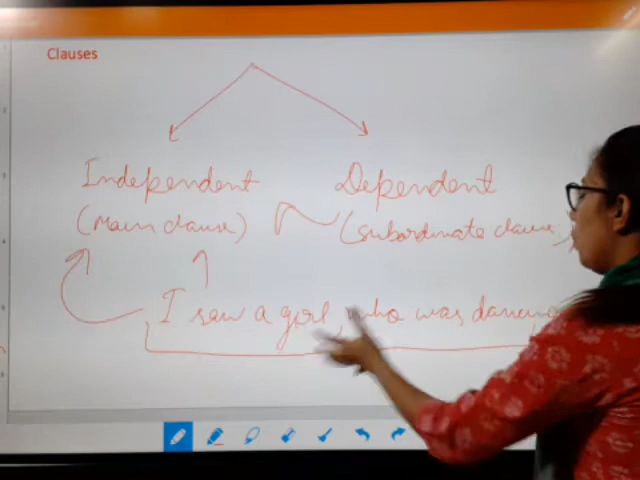 Clauses
Independent Dependent
(Main clause) (subordinate clause)
I saw a girl, who was dancing